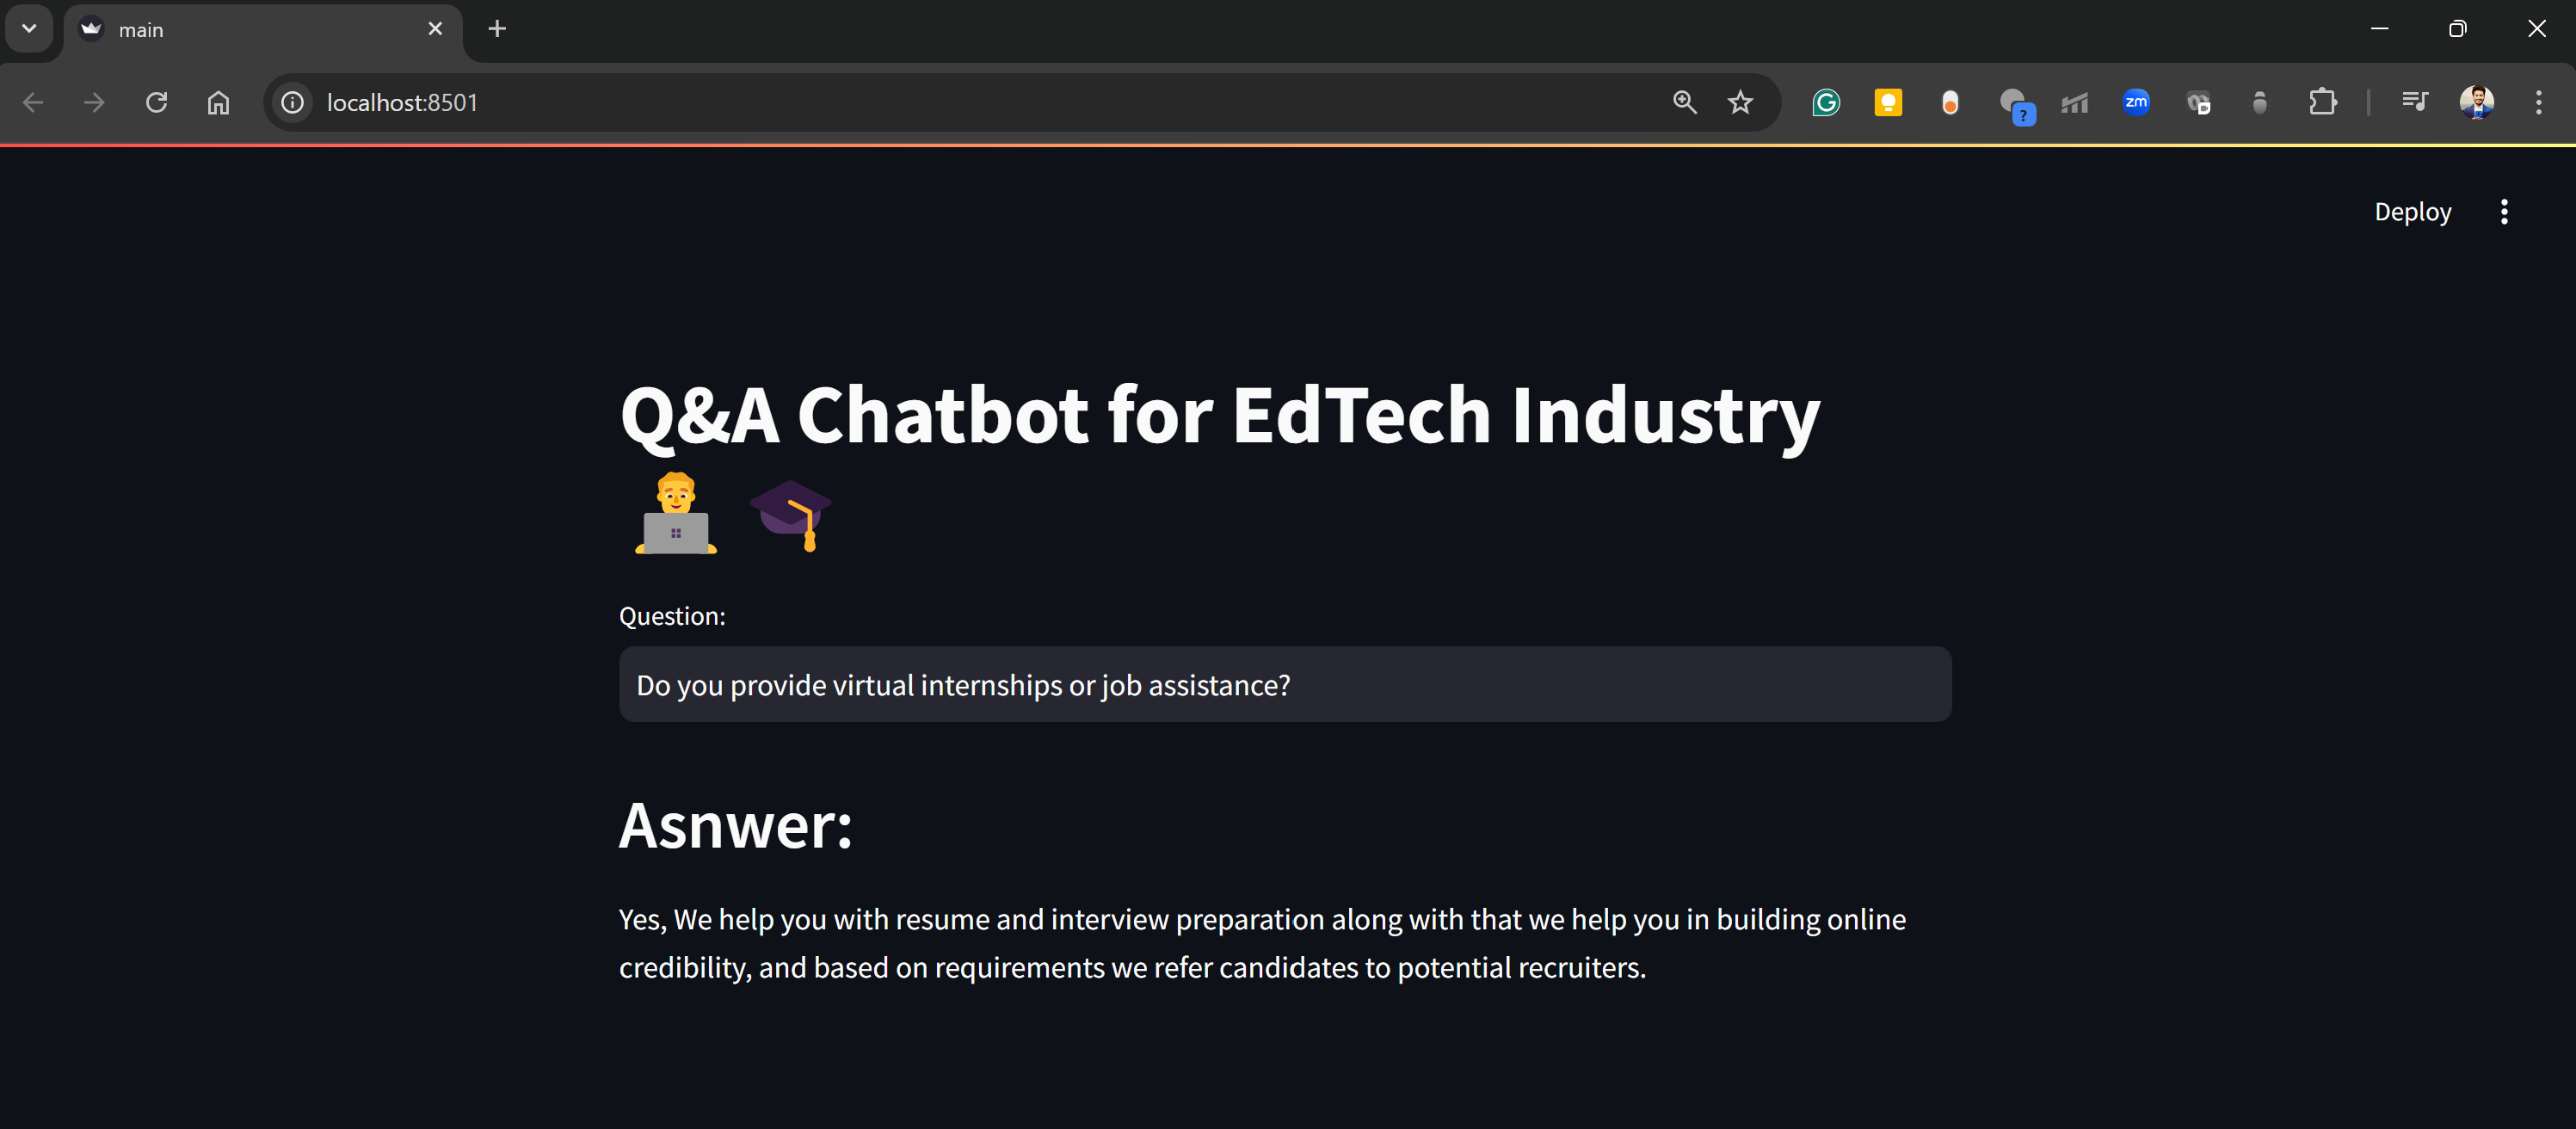 main
localhost:8501
zm
?
Deploy
Q&A Chatbot for EdTech Industry
Question:
Do you provide virtual internships or job assistance?
Asnwer:
Yes, We help you with resume and interview preparation along with that we help you in building online
credibility, and based on requirements we refer candidates to potential recruiters.